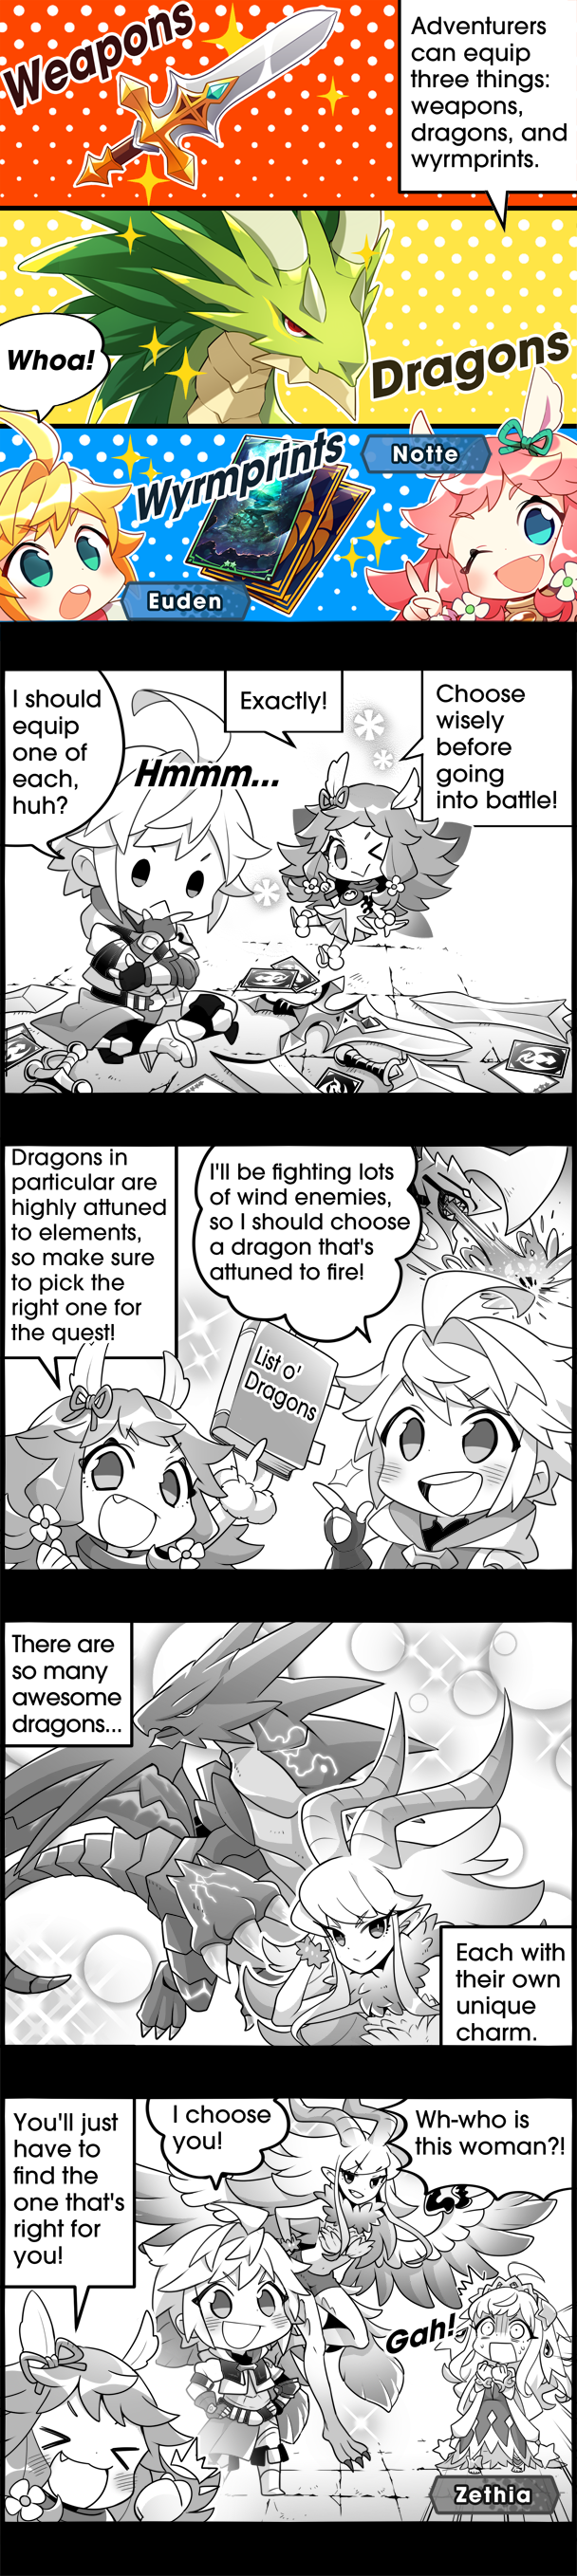 Weapons
Adventurers
can equip
three things:
weapons,
dragons, and
wyrmprints.
Whoa!
Dragons
Wyrmprints
Notte
Euden
I should
equip
one of
each,
huh?
Hmmm...
Exactly!
Choose
wisely
before
going
into battle!
Dragons in
particular are
highly attuned
to elements,
so make sure
to pick the
right one for
the quest!
I'll be fighting lots
of wind enemies,
so I should choose
a dragon that's
attuned to fire!
List o'
Dragons
There are
so many
awesome
dragons...
Each with
their own
unique
charm.
You'll just
have to
find the
one that's
right for
you!
I choose
you!
Wh-who is
this woman?!
Gah!
Zethia